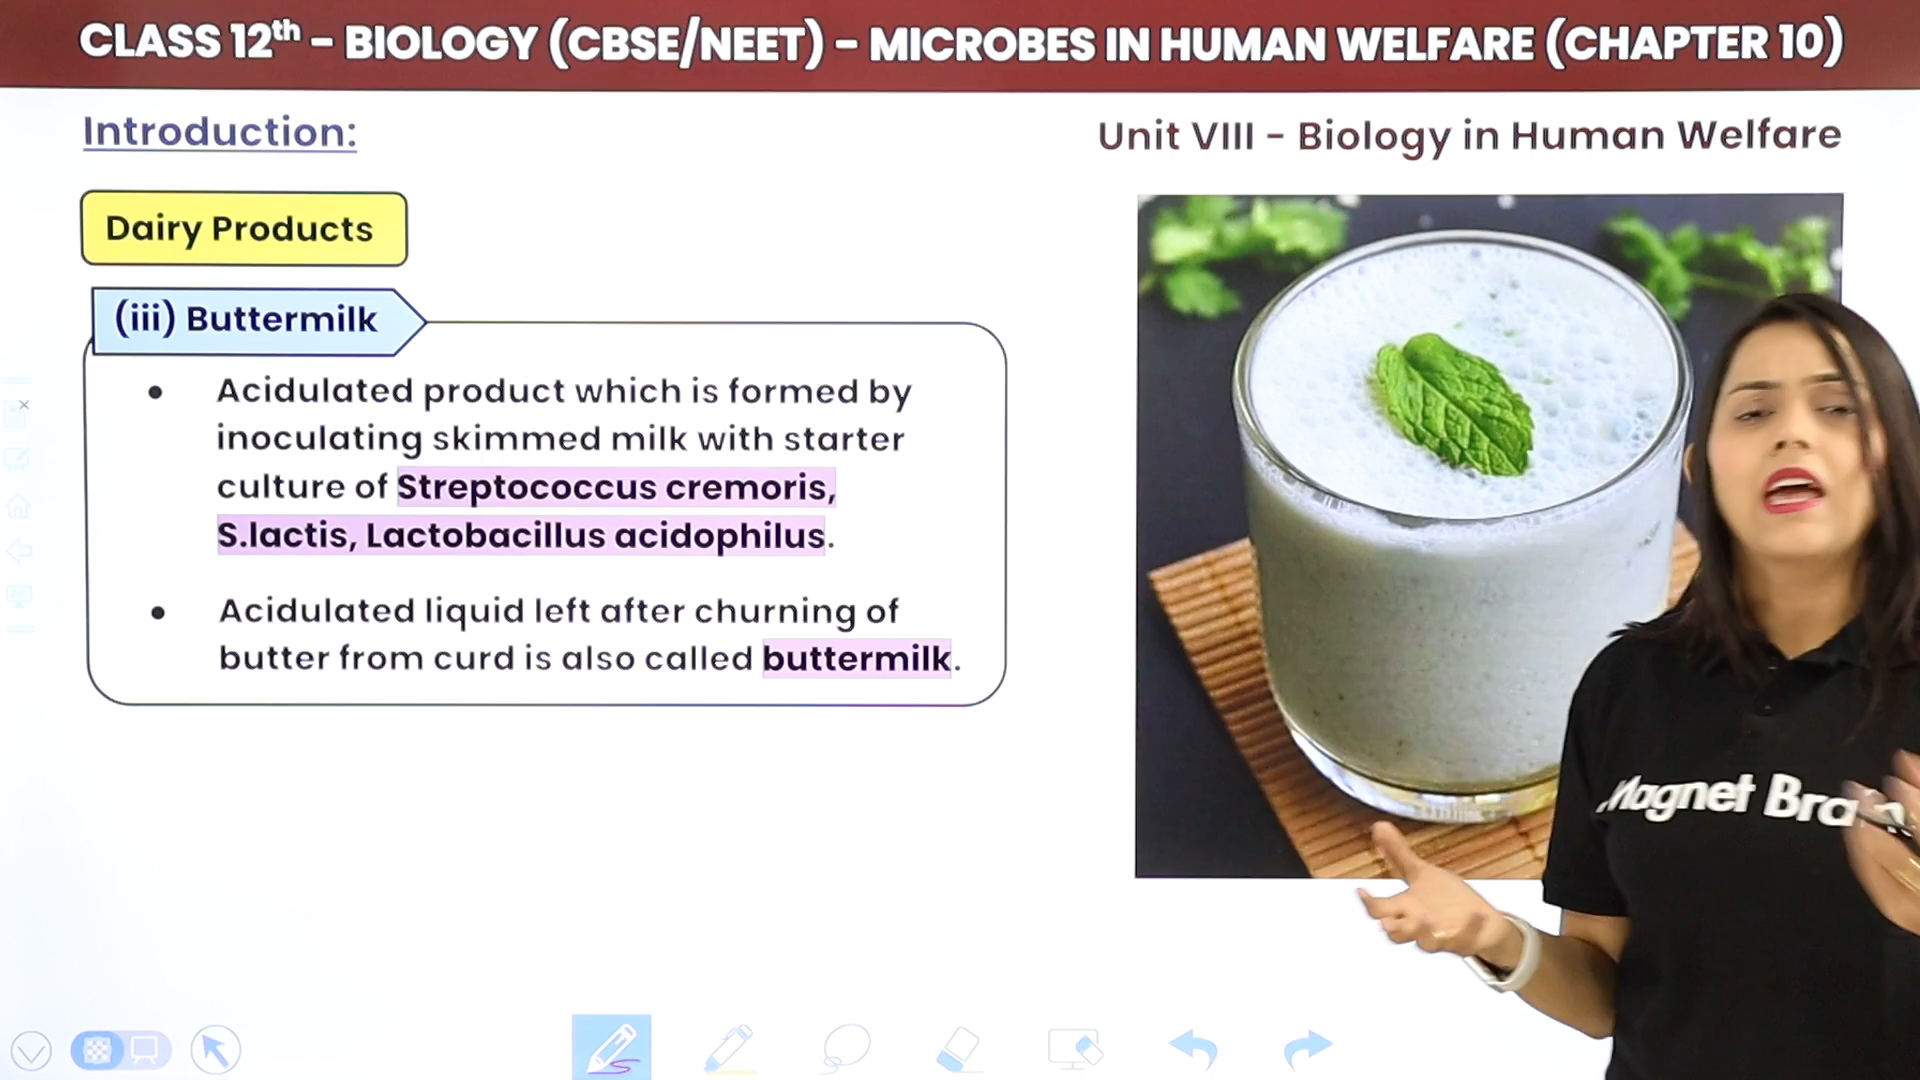 CLASS 12th – BIOLOGY (CBSE/NEET) – MICROBES IN HUMAN WELFARE (CHAPTER 10)
Introduction:
Unit VIII – Biology in Human Welfare
Dairy Products
(iii) Buttermilk
• Acidulated product which is formed by
inoculating skimmed milk with starter
culture of Streptococcus cremoris,
S.lactis, Lactobacillus acidophilus.
• Acidulated liquid left after churning of
butter from curd is also called buttermilk.
Magnet Bra